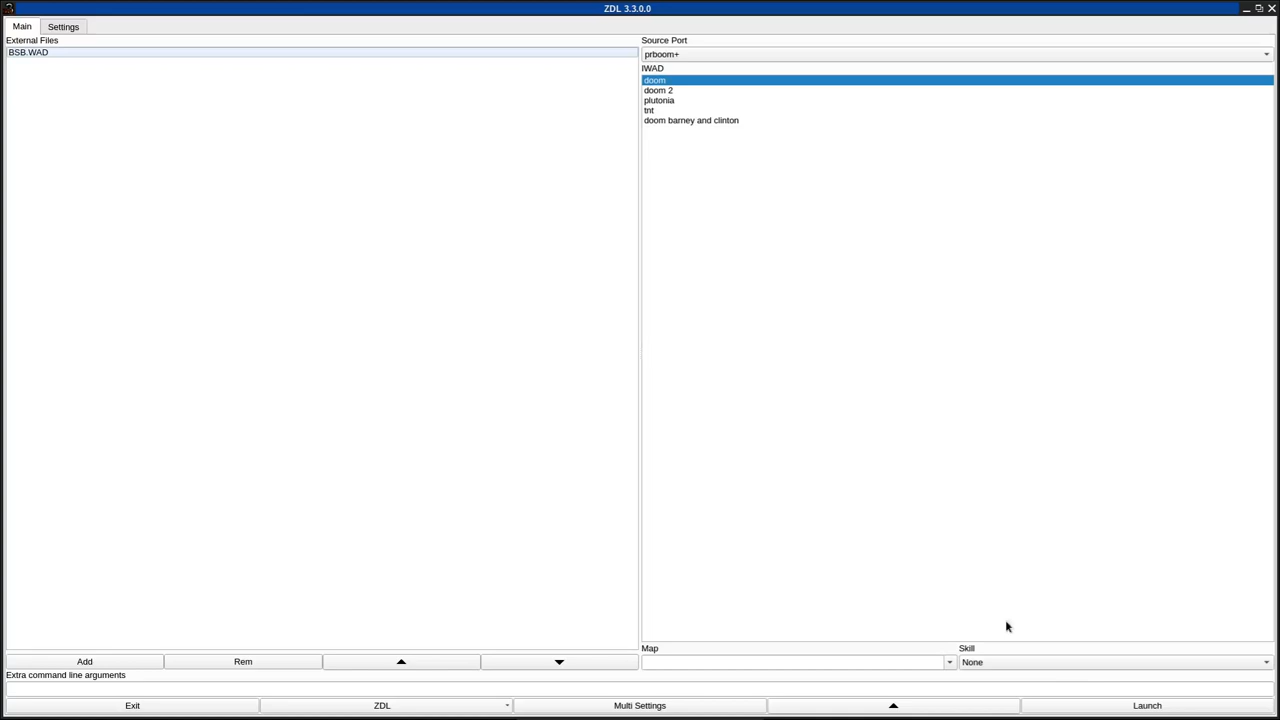 ZDL 3.3.0.0
Main Settings
External Files
BSB.WAD
Source Port
prboom+
IWAD
doom
doom 2
plutonia
tnt
doom barney and clinton
Add Rem
Map Skill
None
Extra command line arguments
Exit ZDL Multi Settings Launch